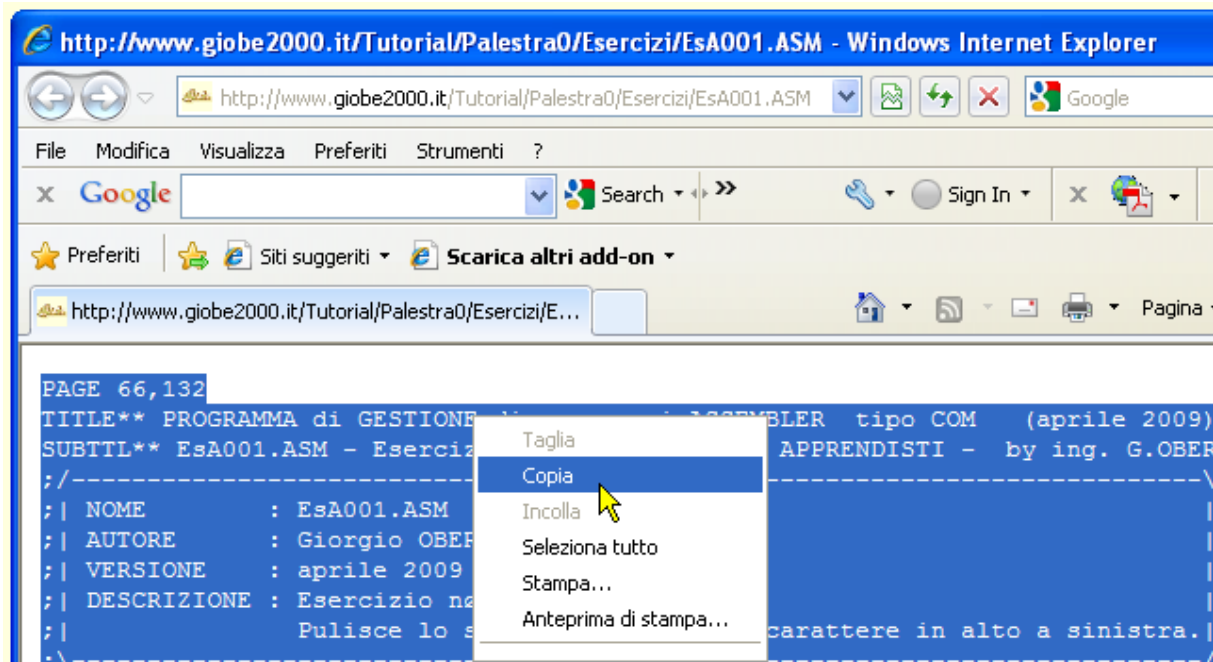 http://www.giobe2000.it/Tutorial/Palestra0/Esercizi/EsA001.ASM - Windows Internet Explorer
http://www.giobe2000.it/Tutorial/Palestra0/Esercizi/EsA001.ASM Google
File Modifica Visualizza Preferiti Strumenti ?
x Google Search Sign In x
Preferiti Siti suggeriti Scarica altri add-on
http://www.giobe2000.it/Tutorial/Palestra0/Esercizi/E... Pagina
PAGE 66,132
TITLE** PROGRAMMA di GESTIONE tipo COM (aprile 2009)
SUBTTL** EsA001.ASM - APPRENDISTI - by ing.
;/-----------------------------\
;| NOME : EsA001.ASM |
;| AUTORE : Giorgio |
;| VERSIONE : aprile 2009 |
;| DESCRIZIONE : Esercizio |
;| Pulisce lo carattere in alto a sinistra.|
Taglia
Copia
Incolla
Seleziona tutto
Stampa...
Anteprima di stampa...